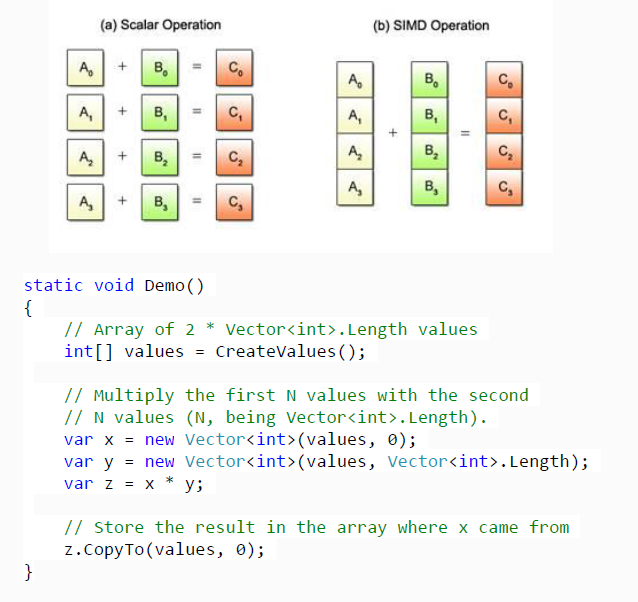 (a) Scalar Operation
(b) SIMD Operation
A₀ + B₀ = C₀
A₁ + B₁ = C₁
A₂ + B₂ = C₂
A₃ + B₃ = C₃
A₀ B₀ C₀
A₁ B₁ C₁
+ =
A₂ B₂ C₂
A₃ B₃ C₃
static void Demo()
{
    // Array of 2 * Vector<int>.Length values
    int[] values = CreateValues();
    // Multiply the first N values with the second
    // N values (N, being Vector<int>.Length).
    var x = new Vector<int>(values, 0);
    var y = new Vector<int>(values, Vector<int>.Length);
    var z = x * y;
    // Store the result in the array where x came from
    z.CopyTo(values, 0);
}